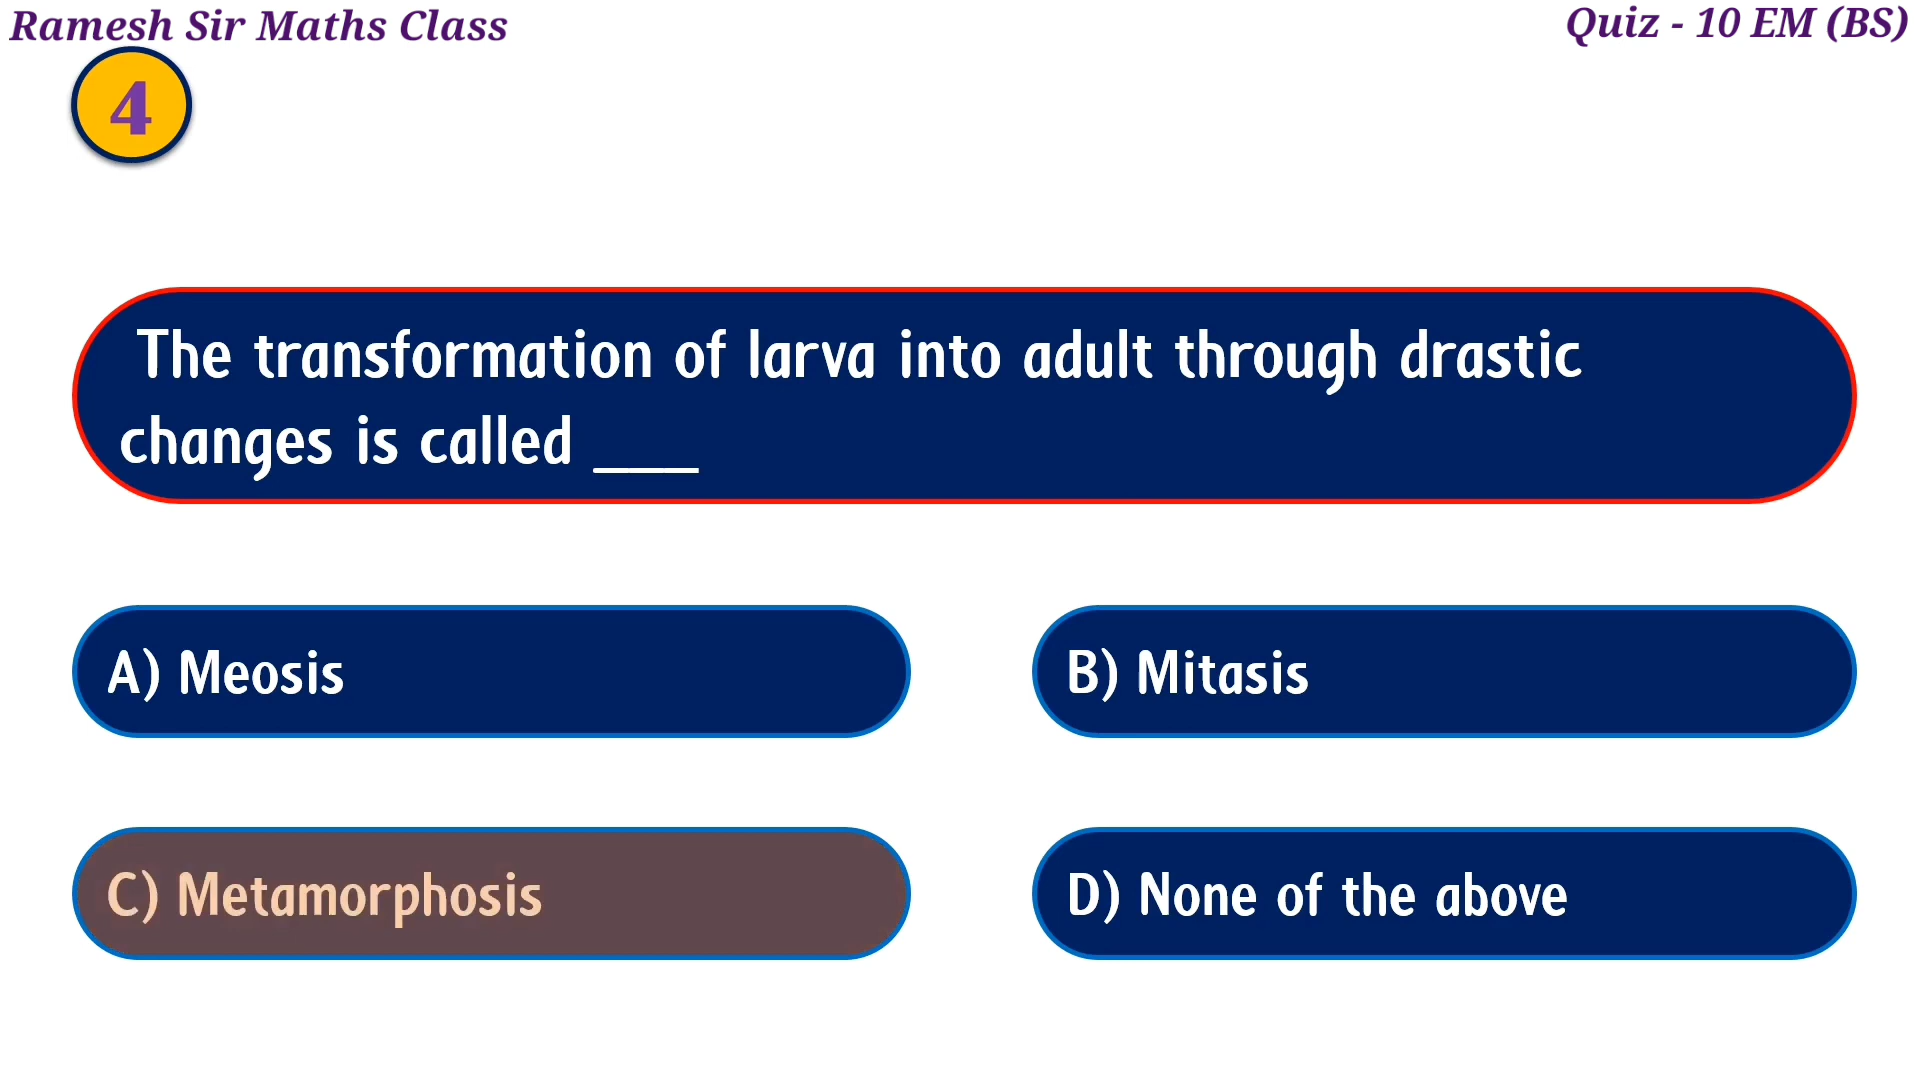 Ramesh Sir Maths Class
Quiz - 10 EM (BS)
4
The transformation of larva into adult through drastic
changes is called ___
A) Meosis
B) Mitasis
C) Metamorphosis
D) None of the above